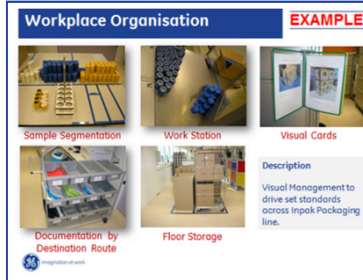 Workplace Organisation
EXAMPLE
Sample Segmentation
Work Station
Visual Cards
Documentation by
Destination Route
Floor Storage
Description
Visual Management to
drive set standards
across Inpak Packaging
line.
imagination at work